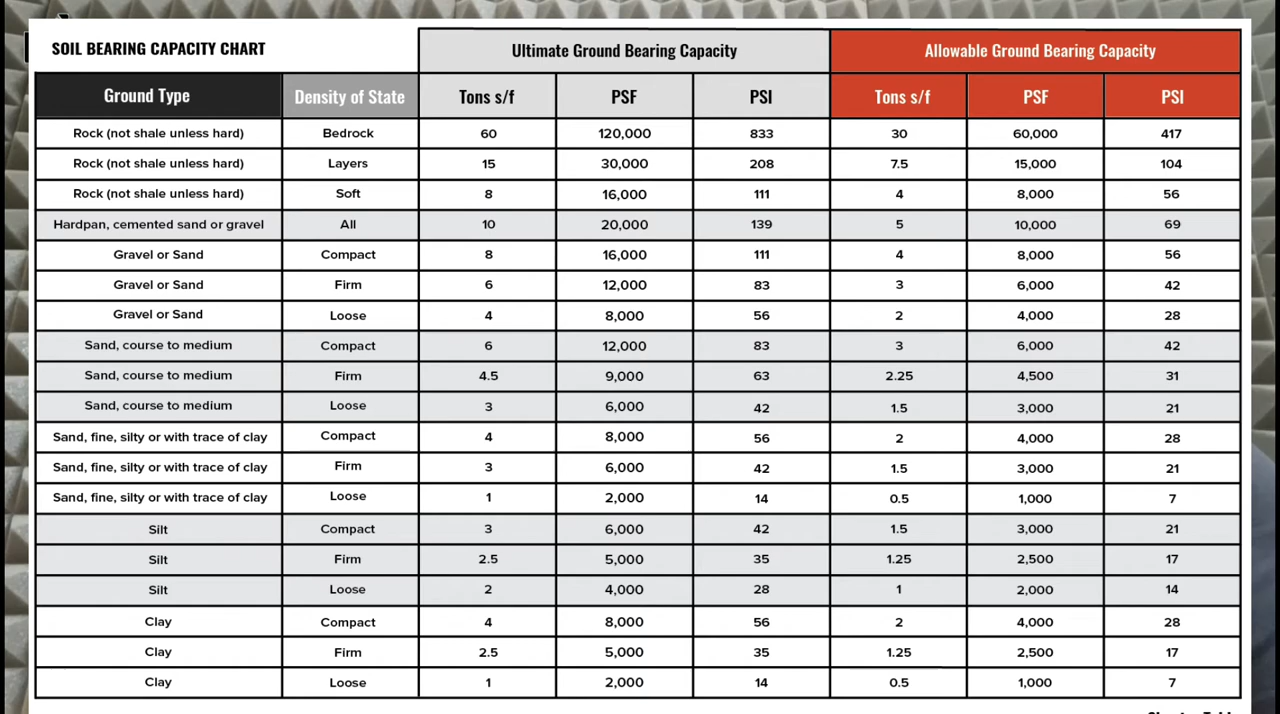 SOIL BEARING CAPACITY CHART Ultimate Ground Bearing Capacity Allowable Ground Bearing Capacity
Ground Type Density of State Tons s/f PSF PSI Tons s/f PSF PSI
Rock (not shale unless hard) Bedrock 60 120,000 833 30 60,000 417
Rock (not shale unless hard) Layers 15 30,000 208 7.5 15,000 104
Rock (not shale unless hard) Soft 8 16,000 111 4 8,000 56
Hardpan, cemented sand or gravel All 10 20,000 139 5 10,000 69
Gravel or Sand Compact 8 16,000 111 4 8,000 56
Gravel or Sand Firm 6 12,000 83 3 6,000 42
Gravel or Sand Loose 4 8,000 56 2 4,000 28
Sand, course to medium Compact 6 12,000 83 3 6,000 42
Sand, course to medium Firm 4.5 9,000 63 2.25 4,500 31
Sand, course to medium Loose 3 6,000 42 1.5 3,000 21
Sand, fine, silty or with trace of clay Compact 4 8,000 56 2 4,000 28
Sand, fine, silty or with trace of clay Firm 3 6,000 42 1.5 3,000 21
Sand, fine, silty or with trace of clay Loose 1 2,000 14 0.5 1,000 7
Silt Compact 3 6,000 42 1.5 3,000 21
Silt Firm 2.5 5,000 35 1.25 2,500 17
Silt Loose 2 4,000 28 1 2,000 14
Clay Compact 4 8,000 56 2 4,000 28
Clay Firm 2.5 5,000 35 1.25 2,500 17
Clay Loose 1 2,000 14 0.5 1,000 7